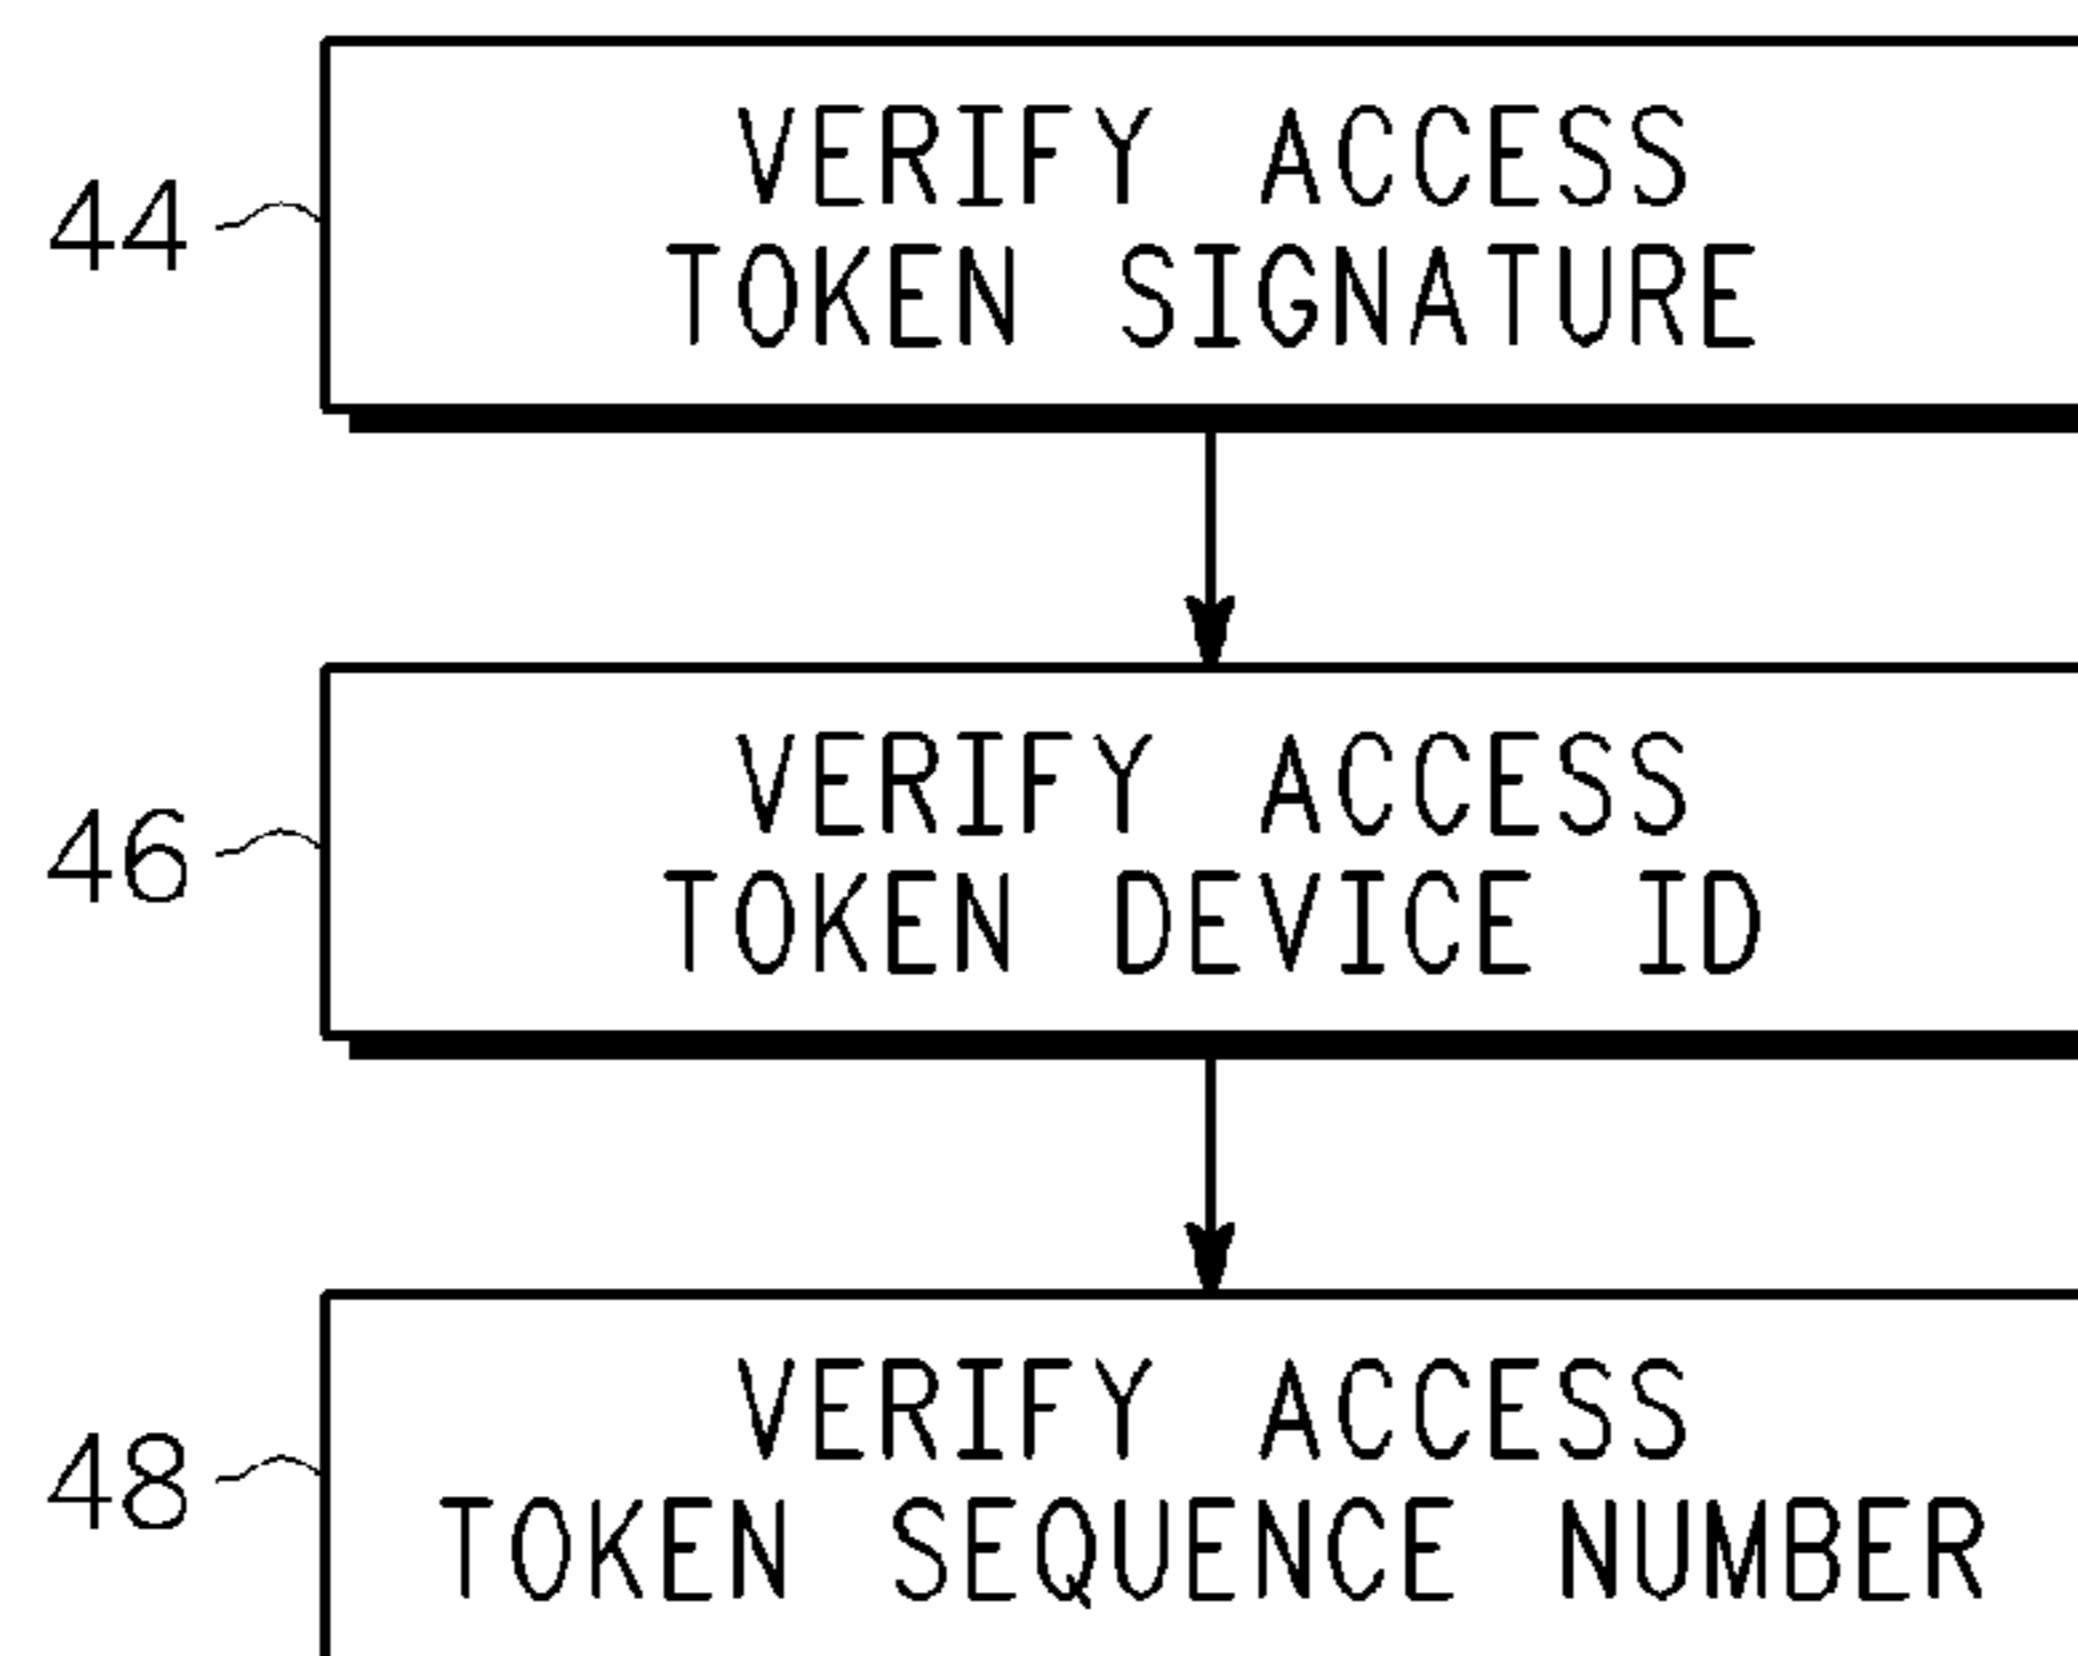 44
VERIFY ACCESS
TOKEN SIGNATURE
46
VERIFY ACCESS
TOKEN DEVICE ID
48
VERIFY ACCESS
TOKEN SEQUENCE NUMBER